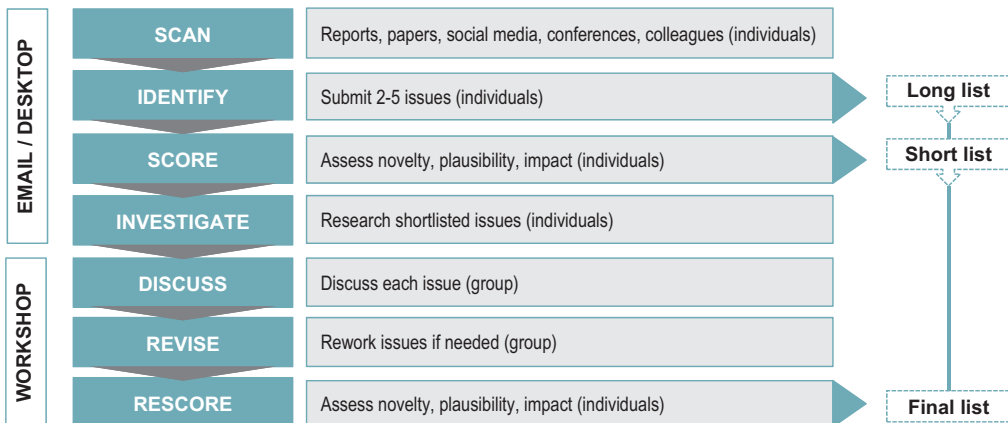 EMAIL / DESKTOP
SCAN
Reports, papers, social media, conferences, colleagues (individuals)
IDENTIFY
Submit 2-5 issues (individuals)
Long list
SCORE
Assess novelty, plausibility, impact (individuals)
Short list
INVESTIGATE
Research shortlisted issues (individuals)
WORKSHOP
DISCUSS
Discuss each issue (group)
REVISE
Rework issues if needed (group)
RESCORE
Assess novelty, plausibility, impact (individuals)
Final list